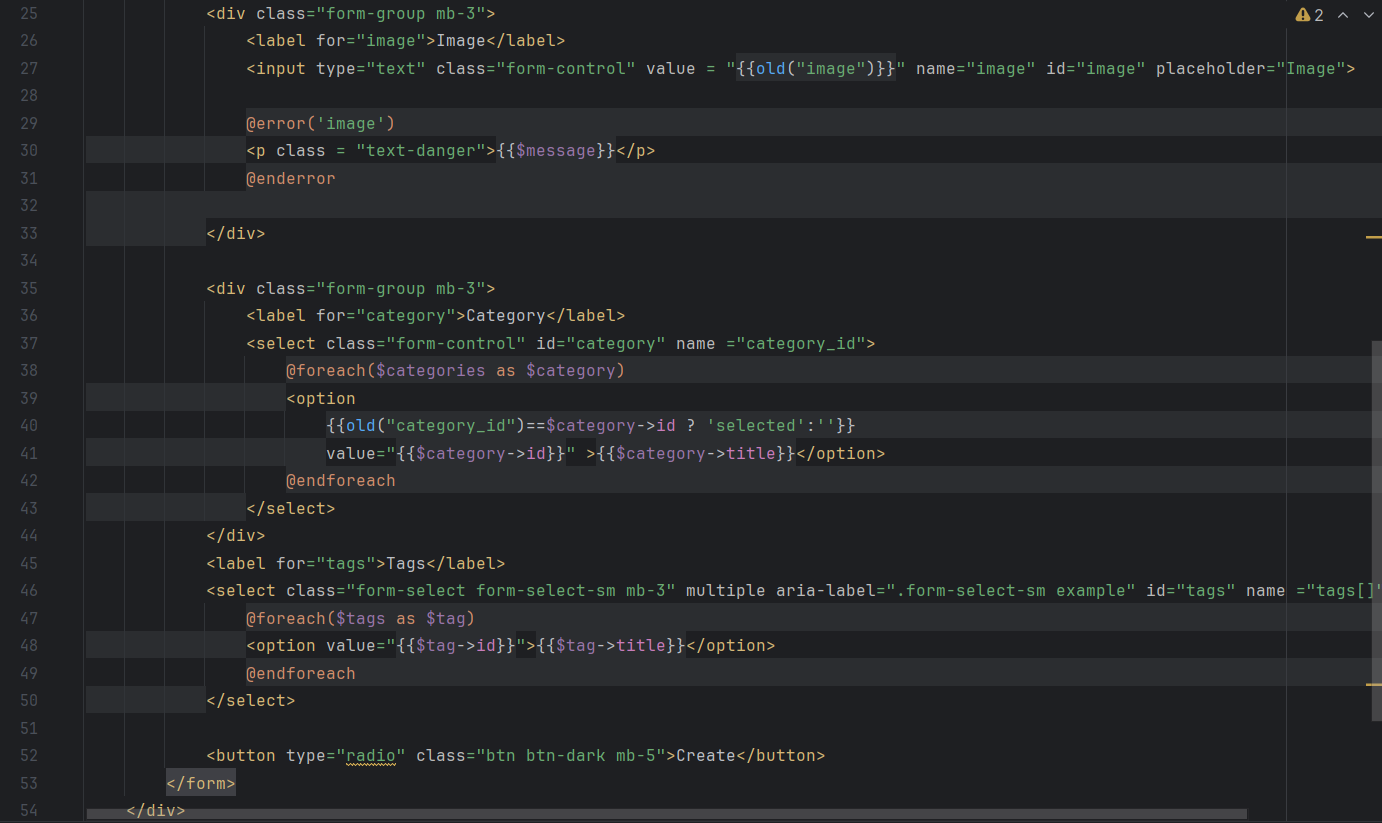 25 <div class="form-group mb-3">
26 <label for="image">Image</label>
27 <input type="text" class="form-control" value = "{{old("image")}}" name="image" id="image" placeholder="Image">
28
29 @error('image')
30 <p class = "text-danger">{{$message}}</p>
31 @enderror
32
33 </div>
34
35 <div class="form-group mb-3">
36 <label for="category">Category</label>
37 <select class="form-control" id="category" name ="category_id">
38 @foreach($categories as $category)
39 <option
40 {{old("category_id")==$category->id ? 'selected':''}}
41 value="{{$category->id}}" >{{$category->title}}</option>
42 @endforeach
43 </select>
44 </div>
45 <label for="tags">Tags</label>
46 <select class="form-select form-select-sm mb-3" multiple aria-label=".form-select-sm example" id="tags" name ="tags[]"
47 @foreach($tags as $tag)
48 <option value="{{$tag->id}}">{{$tag->title}}</option>
49 @endforeach
50 </select>
51
52 <button type="radio" class="btn btn-dark mb-5">Create</button>
53 </form>
54 </div>
2